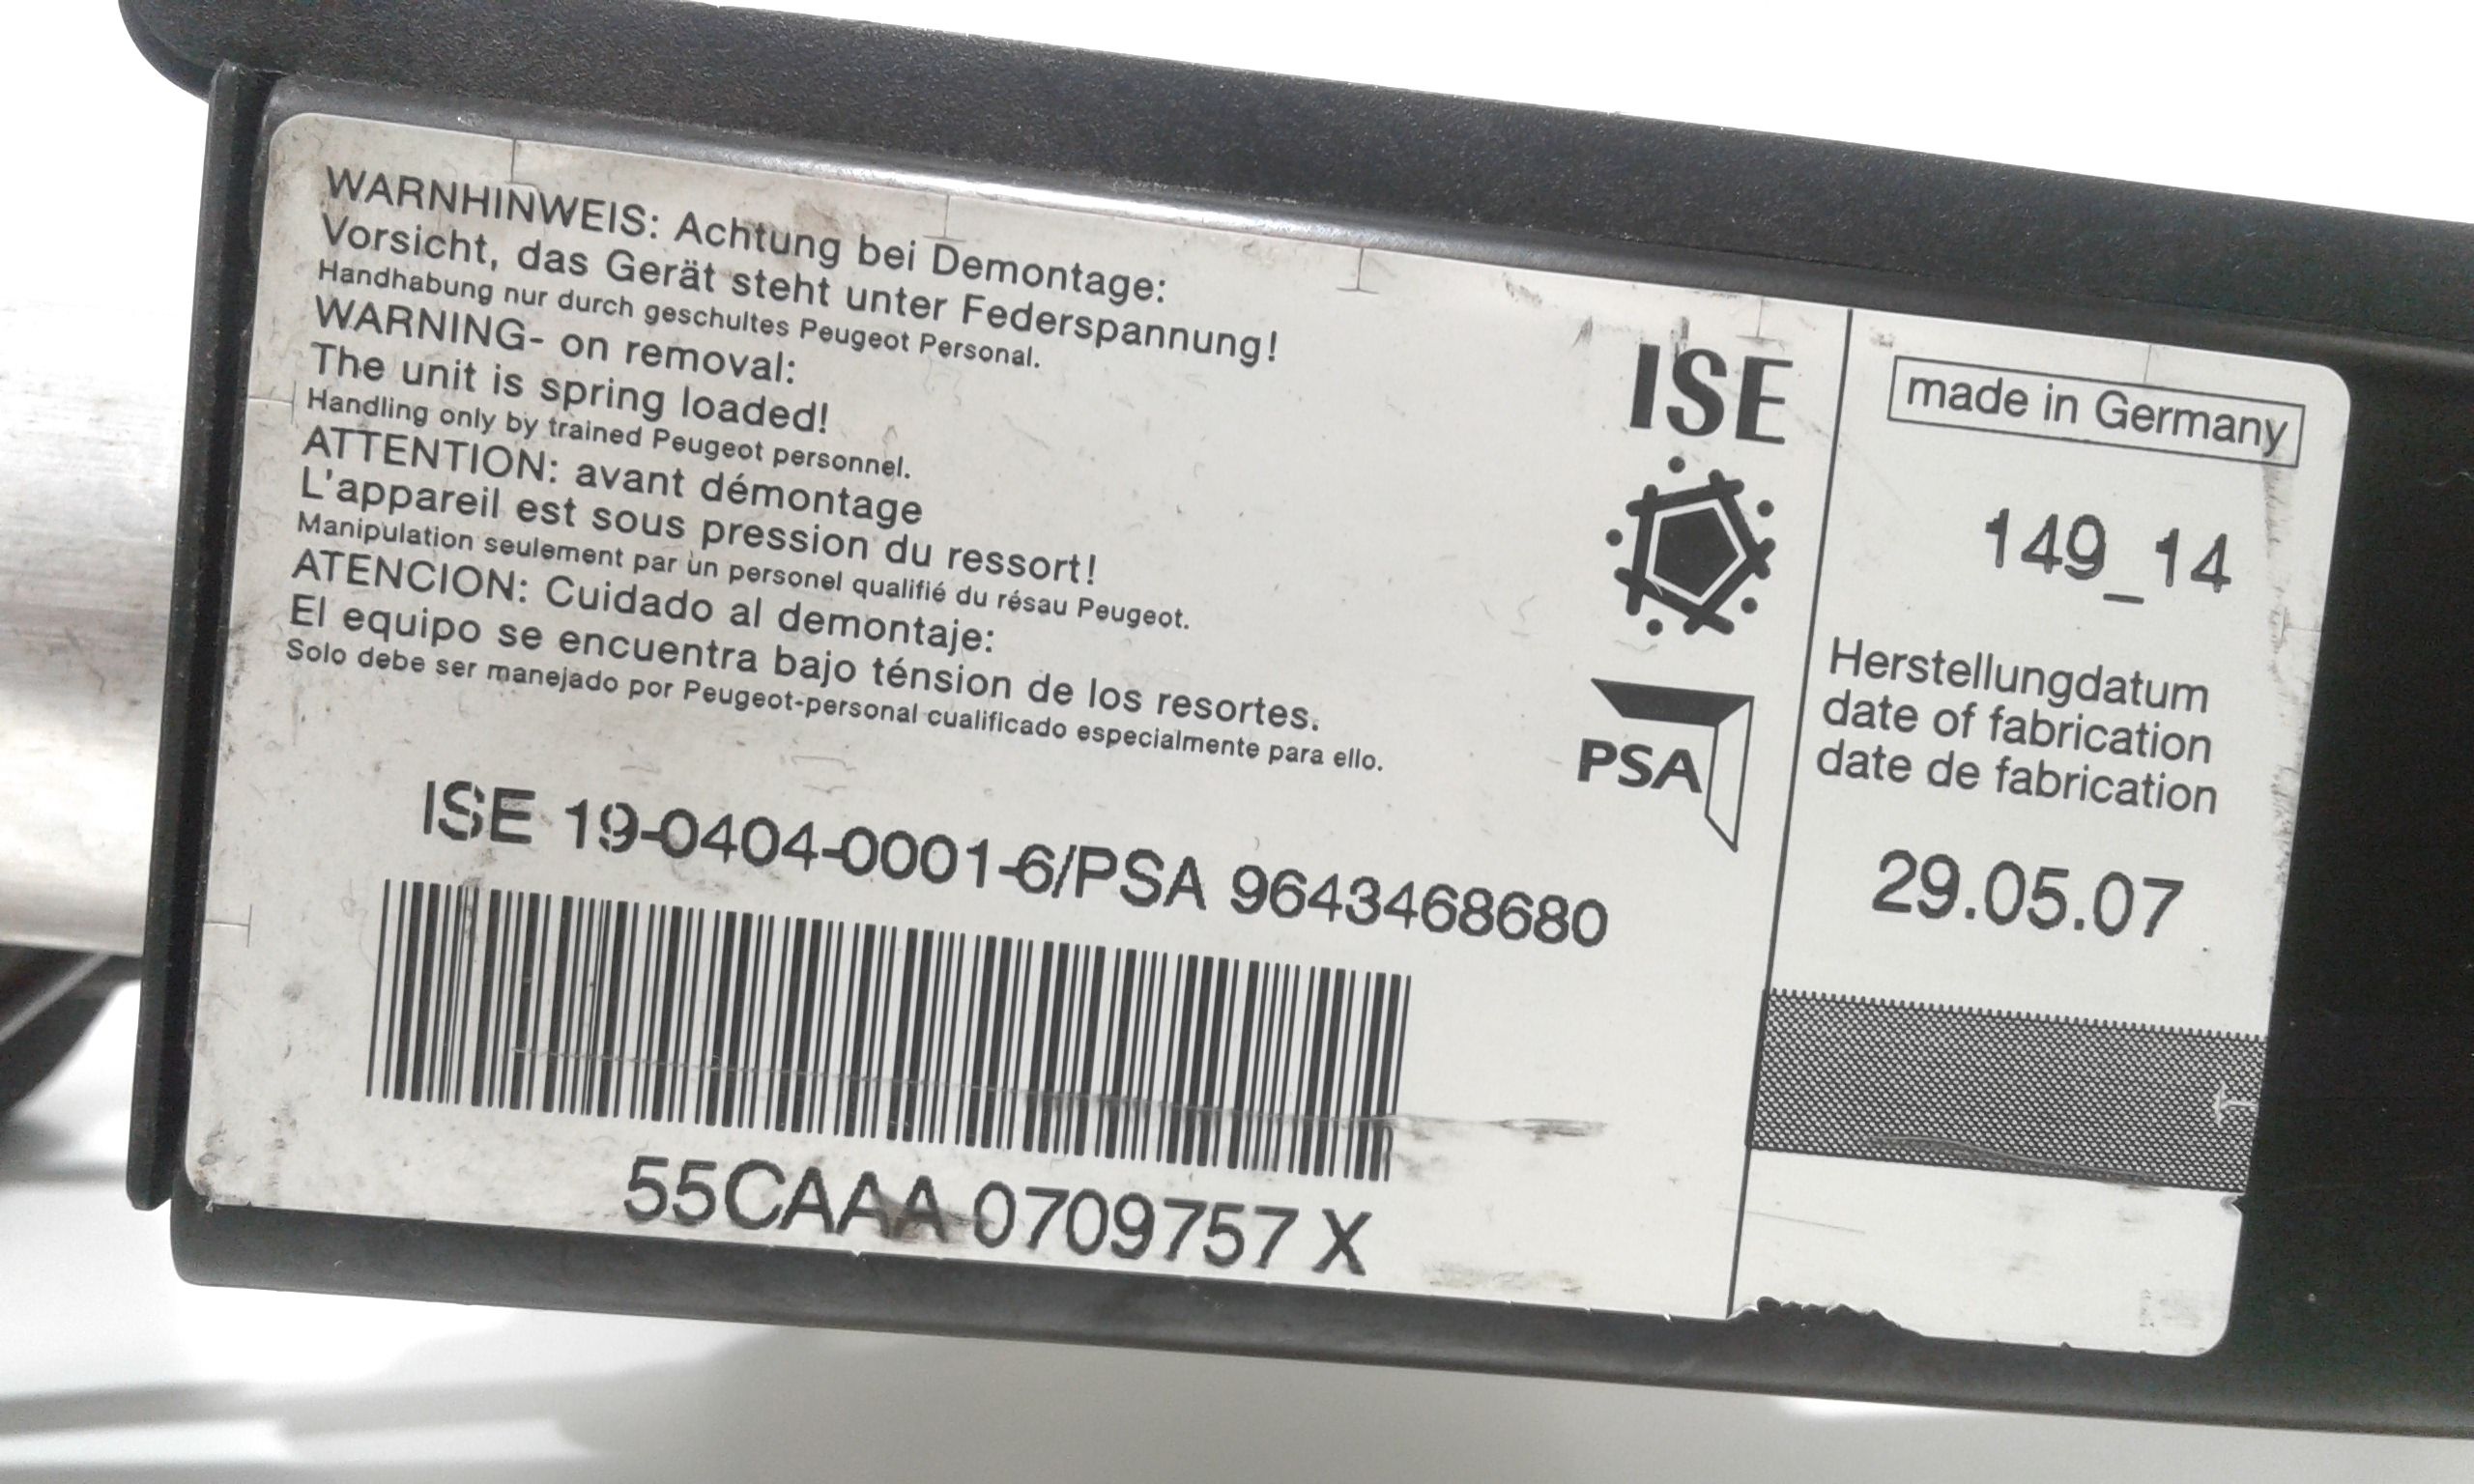 WARNHINWEIS: Achtung bei Demontage:
Vorsicht, das Gerät steht unter Federspannung!
Handhabung nur durch geschultes Peugeot Personal.
WARNING- on removal:
The unit is spring loaded!
Handling only by trained Peugeot personnel.
ATTENTION: avant démontage
L'appareil est sous pression du ressort!
Manipulation seulement par un personel qualifié du résau Peugeot.
ATENCION: Cuidado al demontaje:
El equipo se encuentra bajo ténsion de los resortes.
Solo debe ser manejado por Peugeot-personal cualificado especialmente para ello.
ISE 19-0404-0001-6/PSA 9643468680
55CAAA 0709757 X
ISE
PSA
made in Germany
149_14
Herstellungdatum
date of fabrication
date de fabrication
29.05.07